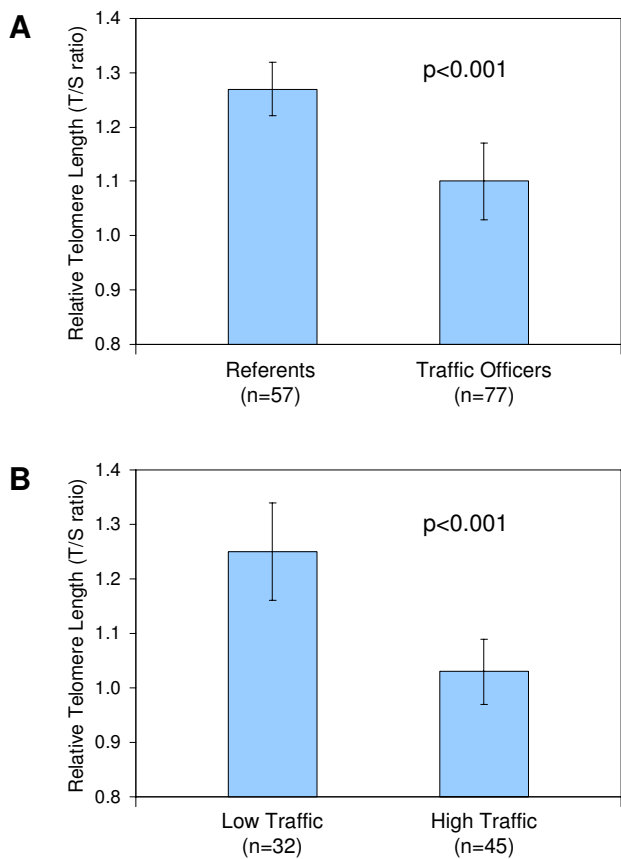 A
Relative Telomere Length (T/S ratio)
1.4
1.3
1.2
1.1
1.0
0.9
0.8
p<0.001
Referents
(n=57)
Traffic Officers
(n=77)
B
Relative Telomere Length (T/S ratio)
1.4
1.3
1.2
1.1
1.0
0.9
0.8
p<0.001
Low Traffic
(n=32)
High Traffic
(n=45)